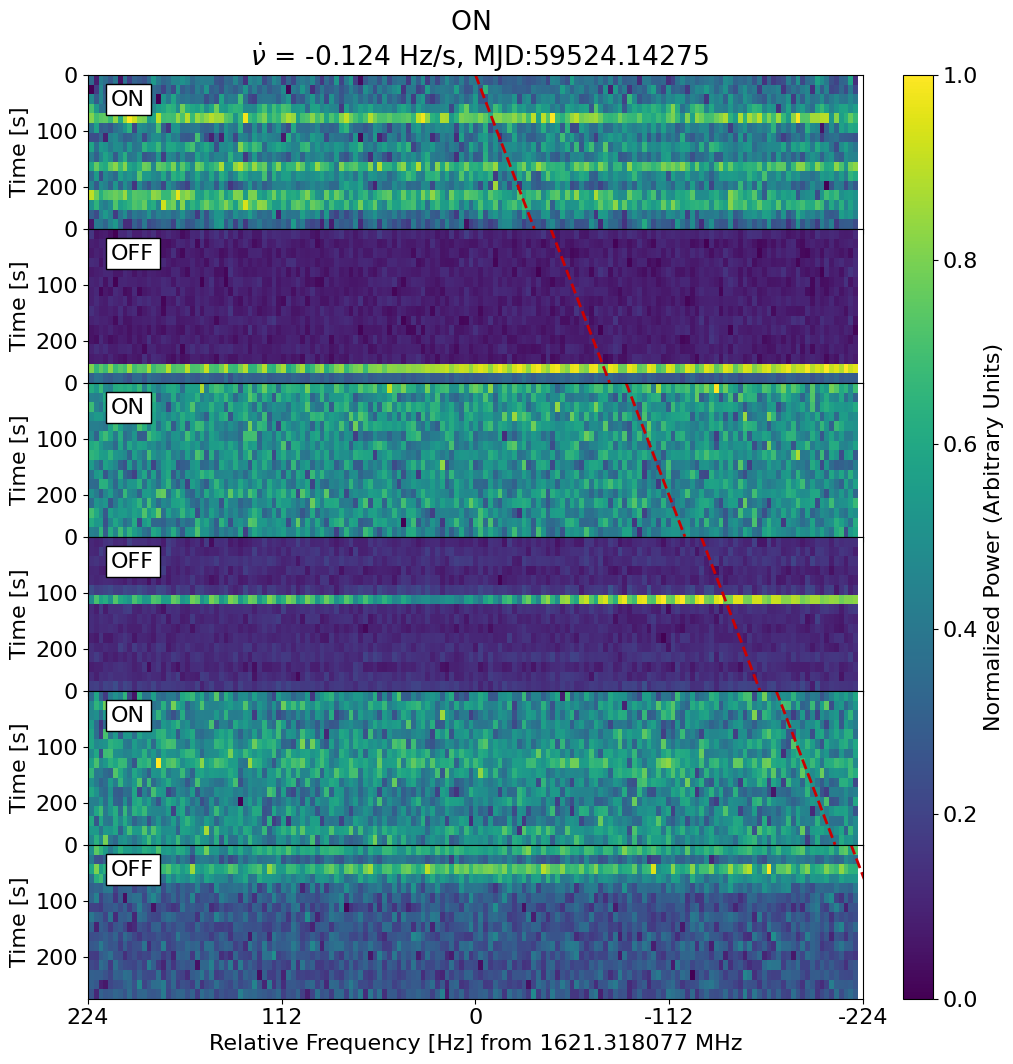 ON
ν̇ = -0.124 Hz/s, MJD:59524.14275
0
ON
100
Time [s]
200
0
OFF
100
Time [s]
200
0
ON
100
Time [s]
200
0
OFF
100
Time [s]
200
0
ON
100
Time [s]
200
0
OFF
100
Time [s]
200
224 112 0 -112 -224
Relative Frequency [Hz] from 1621.318077 MHz
1.0
0.8
0.6
0.4
0.2
0.0
Normalized Power (Arbitrary Units)